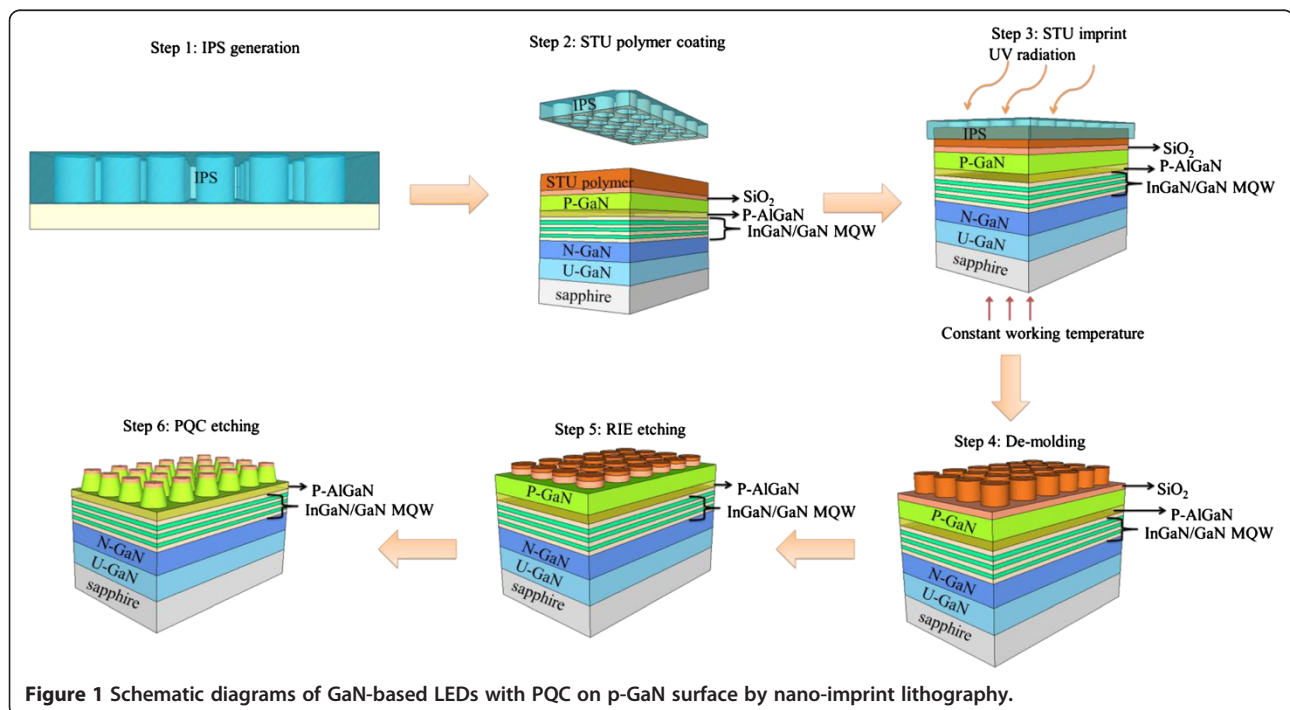 Step 1: IPS generation
IPS
Step 2: STU polymer coating
IPS
STU polymer
P-GaN
SiO₂
P-AlGaN
InGaN/GaN MQW
N-GaN
U-GaN
sapphire
Step 3: STU imprint
UV radiation
IPS
SiO₂
P-GaN
P-AlGaN
InGaN/GaN MQW
N-GaN
U-GaN
sapphire
Constant working temperature
Step 4: De-molding
SiO₂
P-GaN
P-AlGaN
InGaN/GaN MQW
N-GaN
U-GaN
sapphire
Step 5: RIE etching
P-GaN
P-AlGaN
InGaN/GaN MQW
N-GaN
U-GaN
sapphire
Step 6: PQC etching
P-AlGaN
InGaN/GaN MQW
N-GaN
U-GaN
sapphire
Figure 1 Schematic diagrams of GaN-based LEDs with PQC on p-GaN surface by nano-imprint lithography.